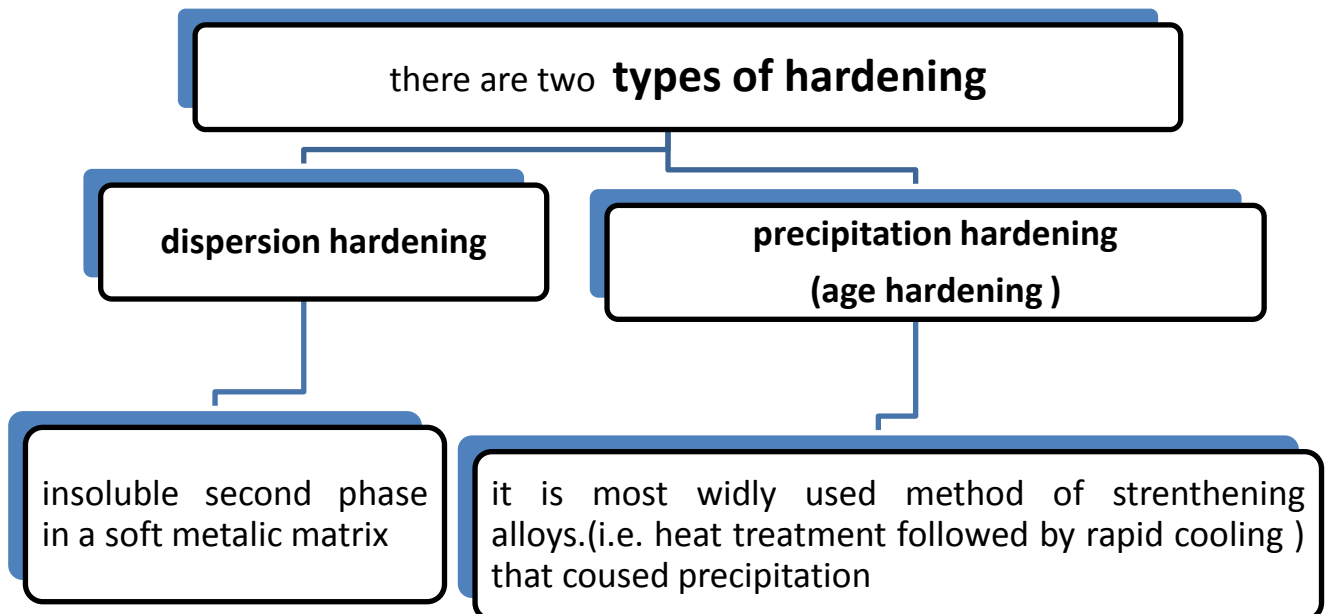 there are two types of hardening
dispersion hardening
precipitation hardening
(age hardening )
insoluble second phase
in a soft metalic matrix
it is most widly used method of strenthening
alloys.(i.e. heat treatment followed by rapid cooling )
that coused precipitation